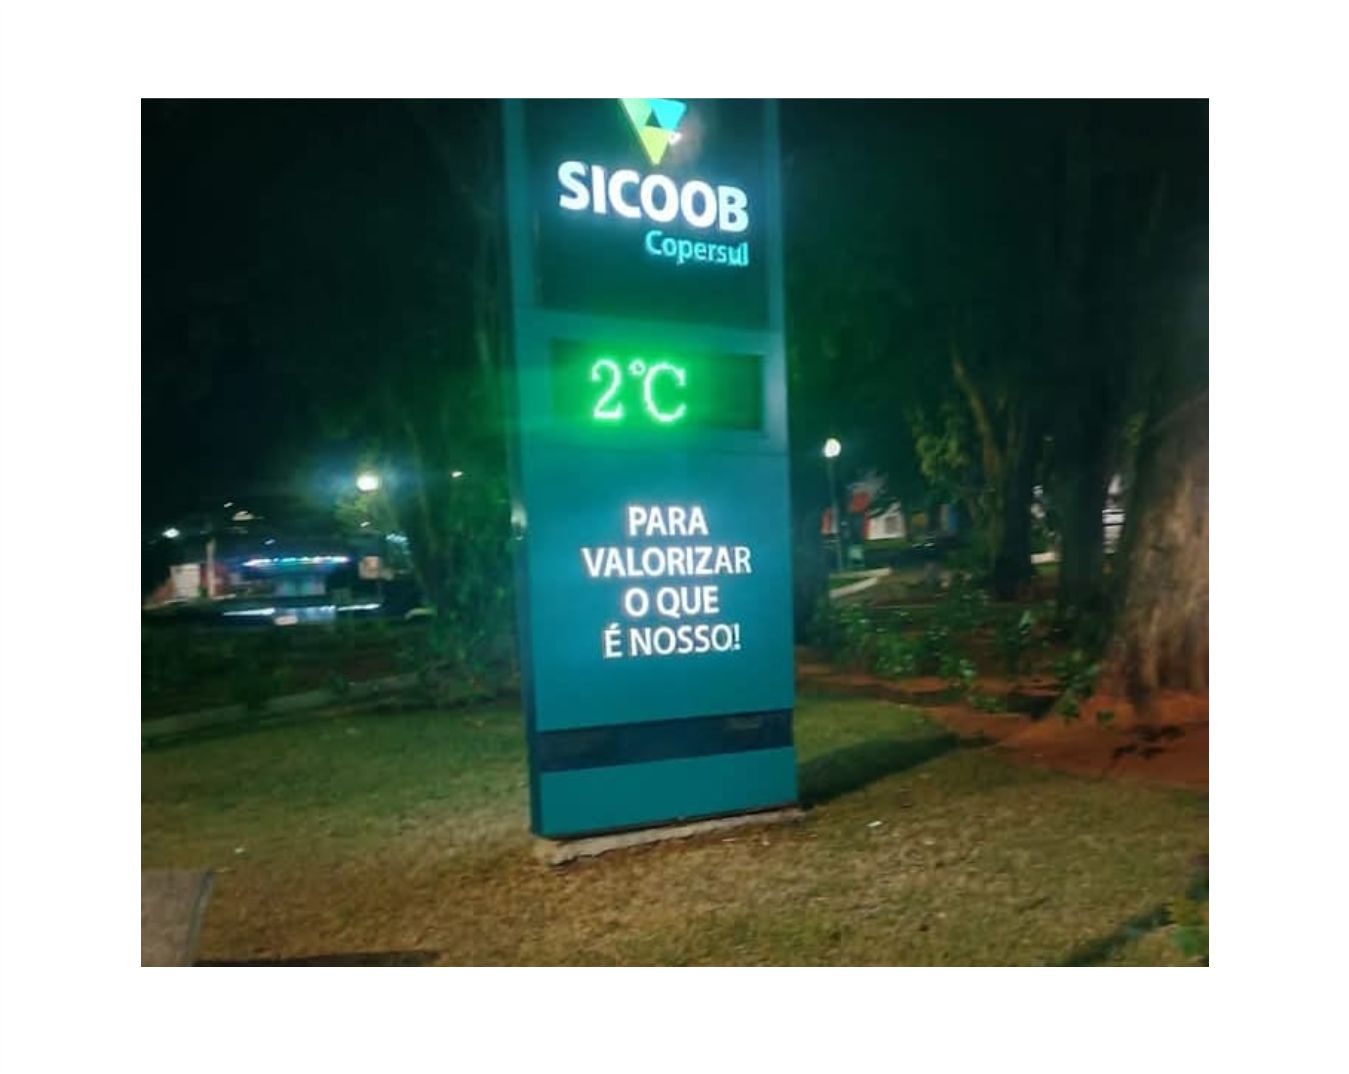 SICOOB
Copersul
2°C
PARA
VALORIZAR
O QUE
É NOSSO!